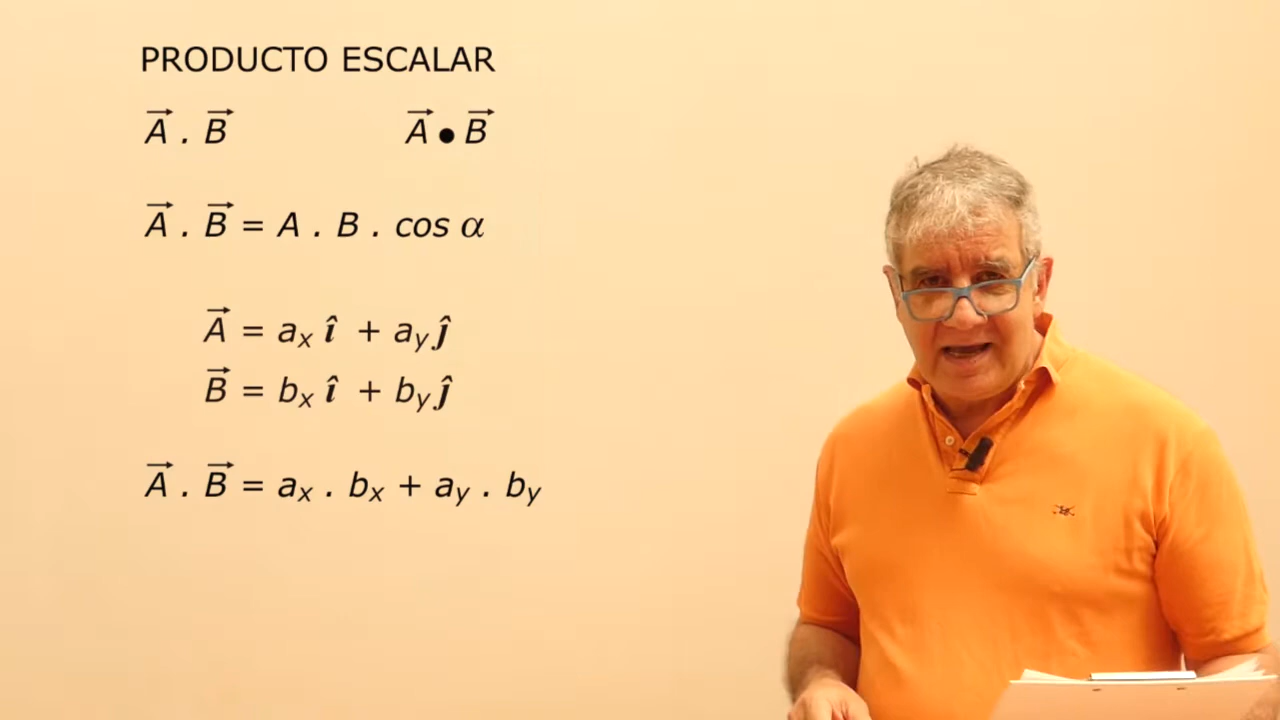 PRODUCTO ESCALAR
A⃗ . B⃗ A⃗ ● B⃗
A⃗ . B⃗ = A . B . cos α
A⃗ = aₓ î + a_y ĵ
B⃗ = bₓ î + b_y ĵ
A⃗ . B⃗ = aₓ . bₓ + a_y . b_y